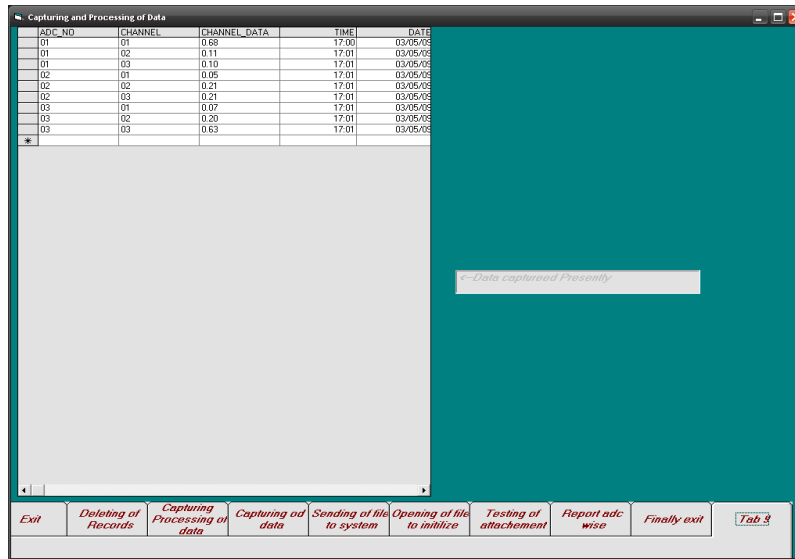 Capturing and Processing of Data
ADC_NO CHANNEL CHANNEL_DATA TIME DATE
01 01 0.68 17:00 03/05/09
01 02 0.11 17:01 03/05/09
01 03 0.10 17:01 03/05/09
02 01 0.05 17:01 03/05/09
02 02 0.21 17:01 03/05/09
02 03 0.21 17:01 03/05/09
03 01 0.07 17:01 03/05/09
03 02 0.20 17:01 03/05/09
03 03 0.63 17:01 03/05/09
*
<--Data captureed Presently
Exit
Deleting of
Records
Capturing
Processing of
data
Capturing od
data
Sending of file
to system
Opening of file
to initilize
Testing of
attachement
Report adc
wise
Finally exit
Tab 9